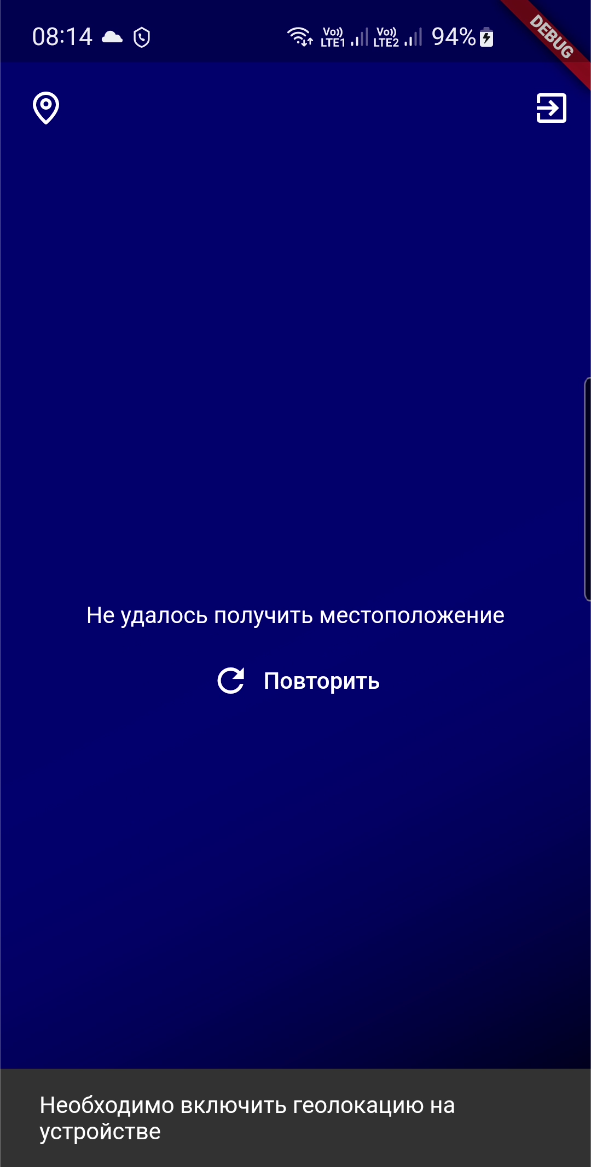 08:14 Vo)) LTE1 Vo)) LTE2 94%
DEBUG
Не удалось получить местоположение
Повторить
Необходимо включить геолокацию на
устройстве